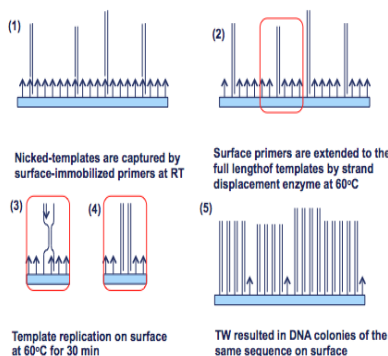 (1)
(2)
Nicked-templates are captured by
surface-immobilized primers at RT
Surface primers are extended to the
full lengthof templates by strand
displacement enzyme at 60ºC
(3)
(4)
(5)
Template replication on surface
at 60ºC for 30 min
TW resulted in DNA colonies of the
same sequence on surface